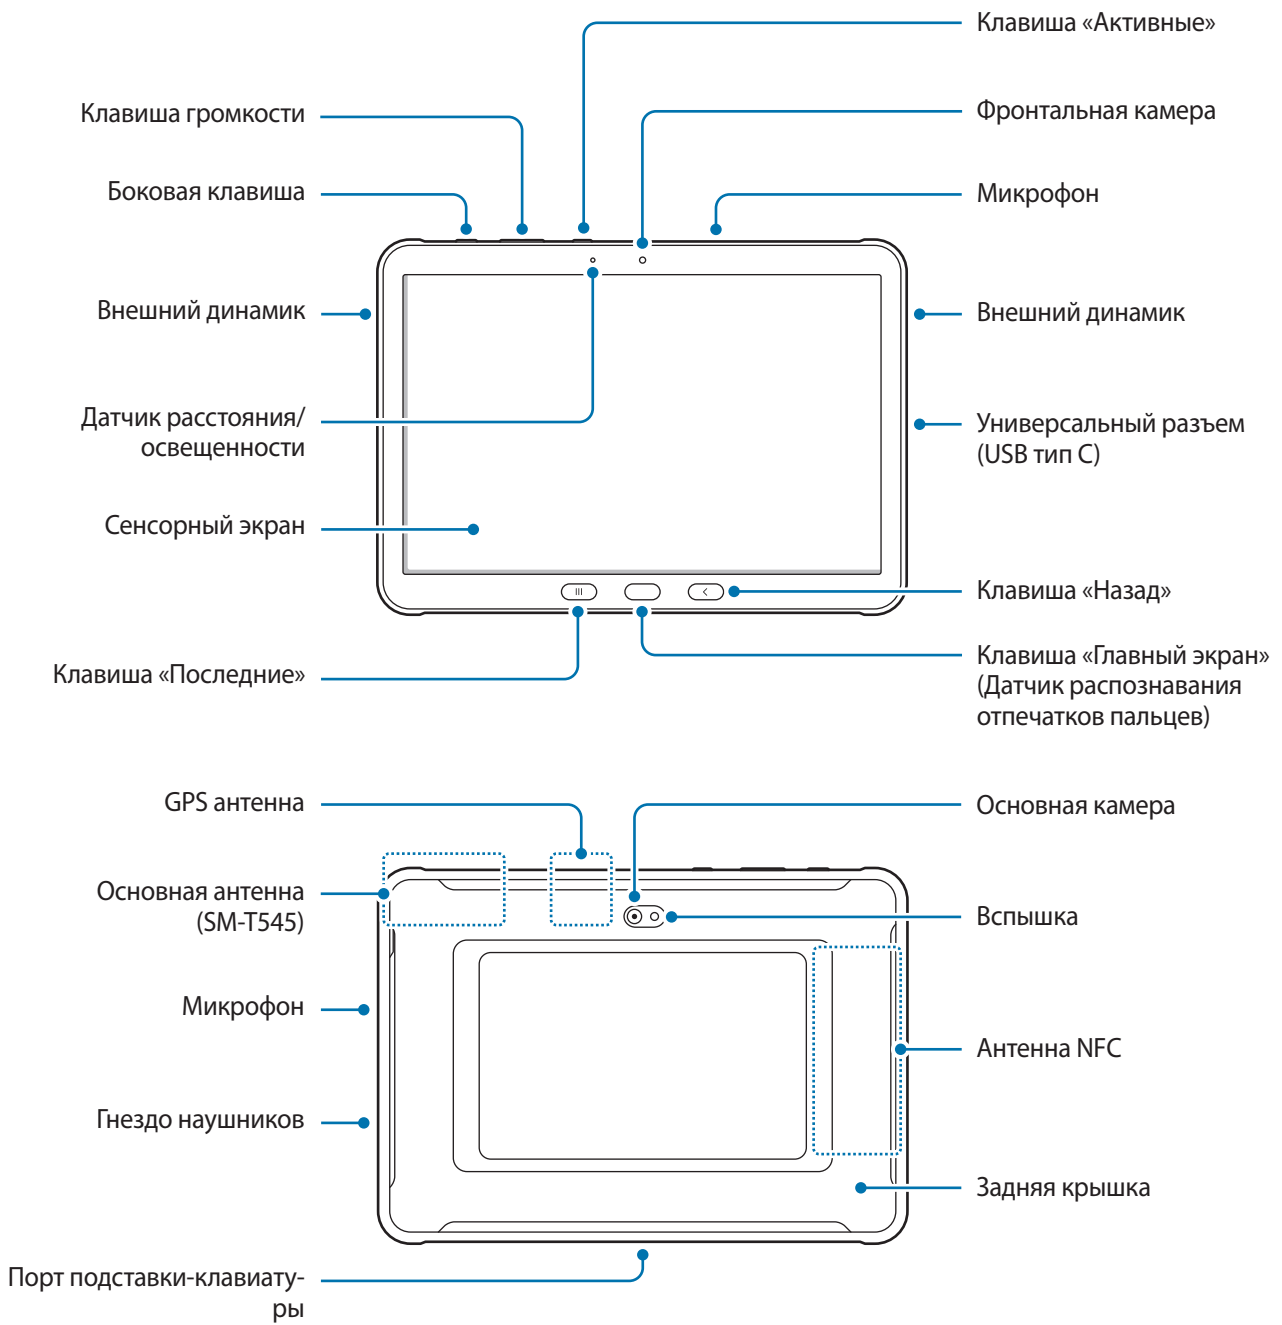 Клавиша «Активные»
Клавиша громкости
Фронтальная камера
Боковая клавиша
Микрофон
Внешний динамик
Внешний динамик
Датчик расстояния/
освещенности
Универсальный разъем
(USB тип C)
Сенсорный экран
Клавиша «Назад»
Клавиша «Последние»
Клавиша «Главный экран»
(Датчик распознавания
отпечатков пальцев)
GPS антенна
Основная камера
Основная антенна
(SM-T545)
Вспышка
Микрофон
Антенна NFC
Гнездо наушников
Задняя крышка
Порт подставки-клавиату-
ры